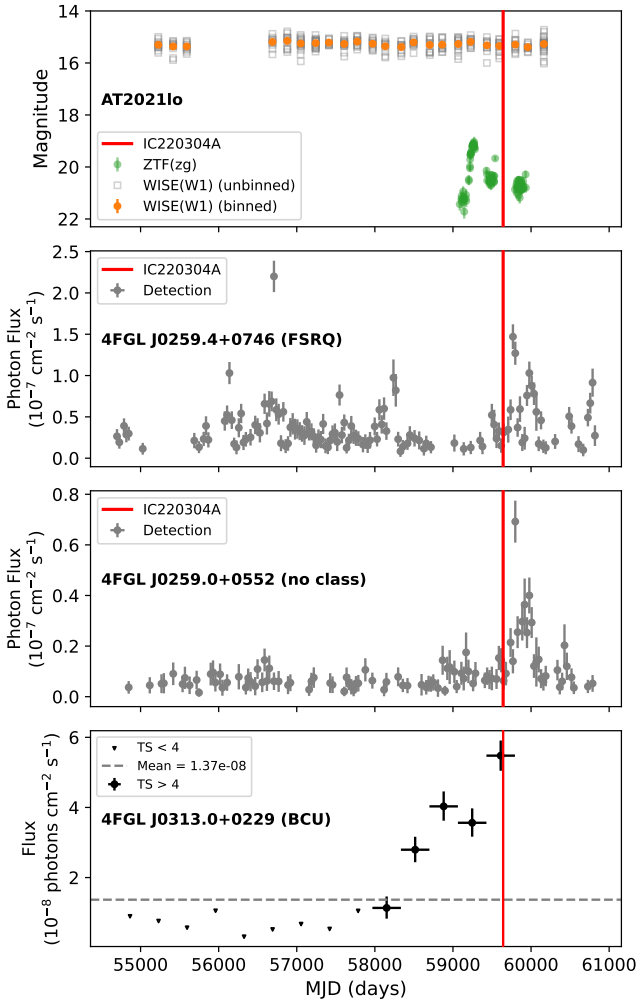 14
16
18
20
22
Magnitude
AT2021lo
IC220304A
ZTF(zg)
WISE(W1) (unbinned)
WISE(W1) (binned)
2.5
2.0
1.5
1.0
0.5
0.0
Photon Flux
(10⁻⁷ cm⁻² s⁻¹)
IC220304A
Detection
4FGL J0259.4+0746 (FSRQ)
0.8
0.6
0.4
0.2
0.0
Photon Flux
(10⁻⁷ cm⁻² s⁻¹)
IC220304A
Detection
4FGL J0259.0+0552 (no class)
6
4
2
Flux
(10⁻⁸ photons cm⁻² s⁻¹)
TS < 4
Mean = 1.37e-08
TS > 4
4FGL J0313.0+0229 (BCU)
55000 56000 57000 58000 59000 60000 61000
MJD (days)